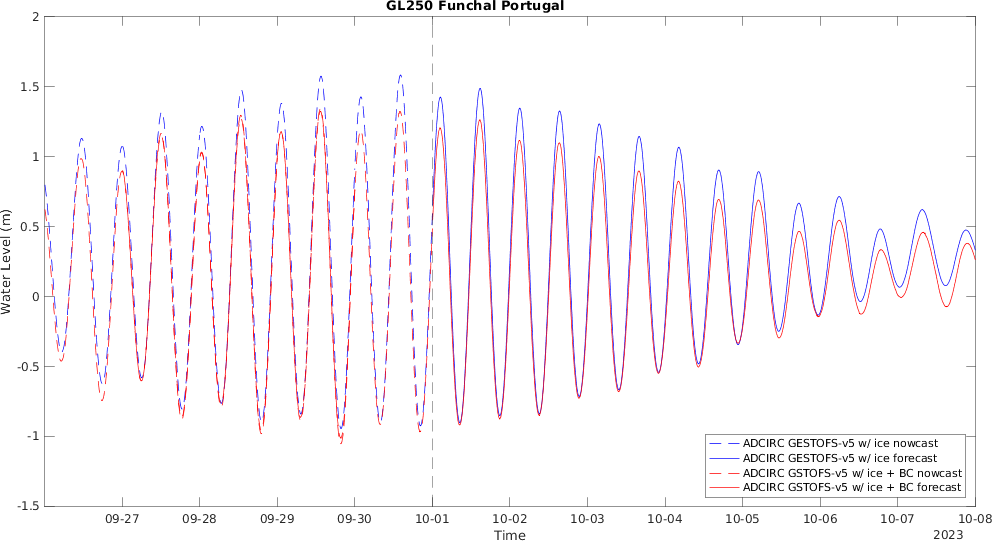 GL250 Funchal Portugal
2
1.5
1
0.5
0
-0.5
-1
-1.5
Water Level (m)
ADCIRC GESTOFS-v5 w/ ice nowcast
ADCIRC GESTOFS-v5 w/ ice forecast
ADCIRC GSTOFS-v5 w/ ice + BC nowcast
ADCIRC GSTOFS-v5 w/ ice + BC forecast
09-27 09-28 09-29 09-30 10-01 10-02 10-03 10-04 10-05 10-06 10-07 10-08
Time
2023